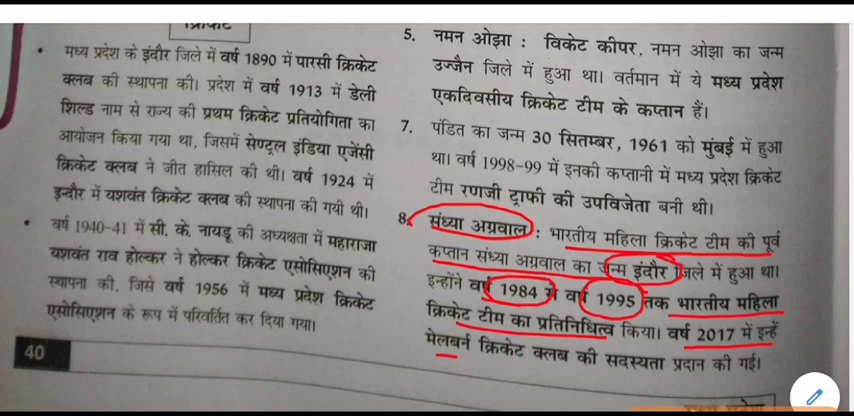 क्रिकेट
• मध्य प्रदेश के इंदौर जिले में वर्ष 1890 में पारसी क्रिकेट
क्लब की स्थापना की। प्रदेश में वर्ष 1913 में डेली
शिल्ड नाम से राज्य की प्रथम क्रिकेट प्रतियोगिता का
आयोजन किया गया था, जिसमें सेण्ट्रल इंडिया एजेंसी
क्रिकेट क्लब ने जीत हासिल की थी। वर्ष 1924 में
इन्दौर में यशवंत क्रिकेट क्लब की स्थापना की गयी थी।
• वर्ष 1940-41 में सी. के. नायडू की अध्यक्षता में महाराजा
यशवंत राव होल्कर ने होल्कर क्रिकेट एसोसिएशन की
स्थापना की, जिसे वर्ष 1956 में मध्य प्रदेश क्रिकेट
एसोसिएशन के रूप में परिवर्तित कर दिया गया।
40
5. नमन ओझा : विकेट कीपर, नमन ओझा का जन्म
उज्जैन जिले में हुआ था। वर्तमान में ये मध्य प्रदेश
एकदिवसीय क्रिकेट टीम के कप्तान हैं।
7. पंडित का जन्म 30 सितम्बर, 1961 को मुंबई में हुआ
था। वर्ष 1998-99 में इनकी कप्तानी में मध्य प्रदेश क्रिकेट
टीम रणजी ट्राफी की उपविजेता बनी थी।
8. संध्या अग्रवाल : भारतीय महिला क्रिकेट टीम की पूर्व
कप्तान संध्या अग्रवाल का जन्म इंदौर जिले में हुआ था।
इन्होंने वर्ष 1984 से वर्ष 1995 तक भारतीय महिला
क्रिकेट टीम का प्रतिनिधित्व किया। वर्ष 2017 में इन्हें
मेलबर्न क्रिकेट क्लब की सदस्यता प्रदान की गई।